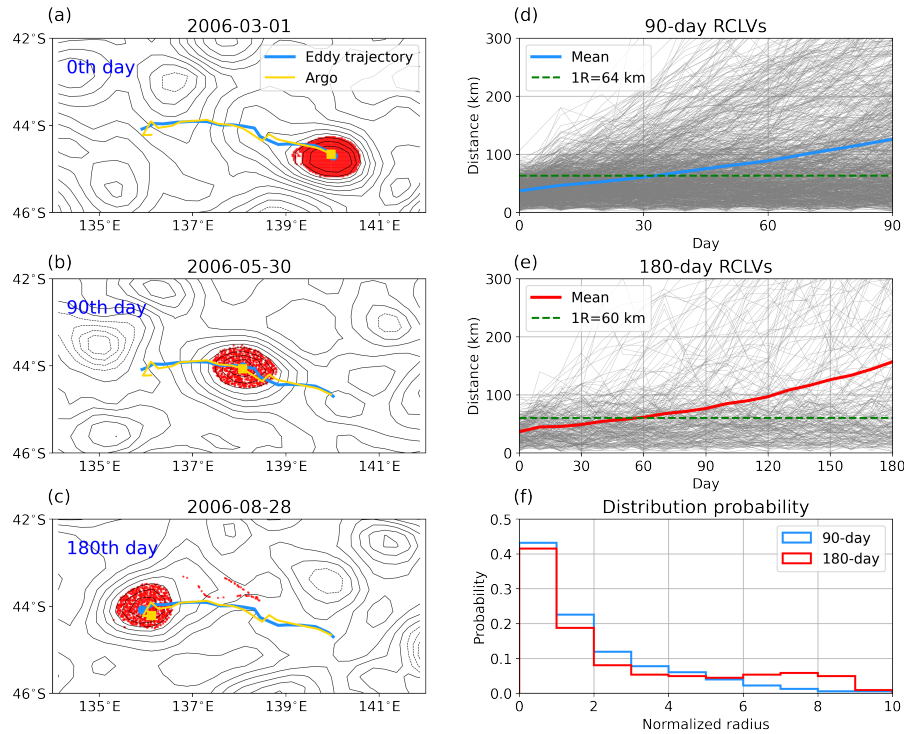 (a)
2006-03-01
0th day
Eddy trajectory
Argo
42°S
44°S
46°S
135°E
137°E
139°E
141°E
(b)
2006-05-30
90th day
42°S
44°S
46°S
135°E
137°E
139°E
141°E
(c)
2006-08-28
180th day
42°S
44°S
46°S
135°E
137°E
139°E
141°E
(d)
90-day RCLVs
Mean
1R=64 km
Distance (km)
300
200
100
0
0
30
60
90
Day
(e)
180-day RCLVs
Mean
1R=60 km
Distance (km)
300
200
100
0
0
30
60
90
120
150
180
Day
(f)
Distribution probability
90-day
180-day
Probability
0.5
0.4
0.3
0.2
0.1
0.0
0
2
4
6
8
10
Normalized radius